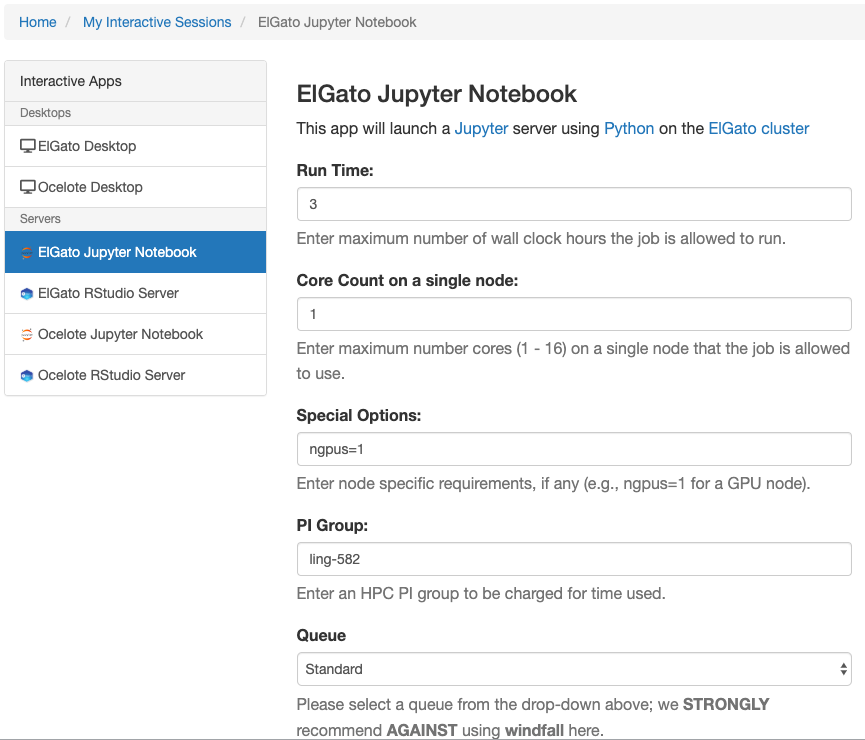 Home / My Interactive Sessions / ElGato Jupyter Notebook
Interactive Apps
Desktops
ElGato Desktop
Ocelote Desktop
Servers
ElGato Jupyter Notebook
ElGato RStudio Server
Ocelote Jupyter Notebook
Ocelote RStudio Server
ElGato Jupyter Notebook
This app will launch a Jupyter server using Python on the ElGato cluster
Run Time:
3
Enter maximum number of wall clock hours the job is allowed to run.
Core Count on a single node:
1
Enter maximum number cores (1 - 16) on a single node that the job is allowed
to use.
Special Options:
ngpus=1
Enter node specific requirements, if any (e.g., ngpus=1 for a GPU node).
PI Group:
ling-582
Enter an HPC PI group to be charged for time used.
Queue
Standard
Please select a queue from the drop-down above; we STRONGLY
recommend AGAINST using windfall here.